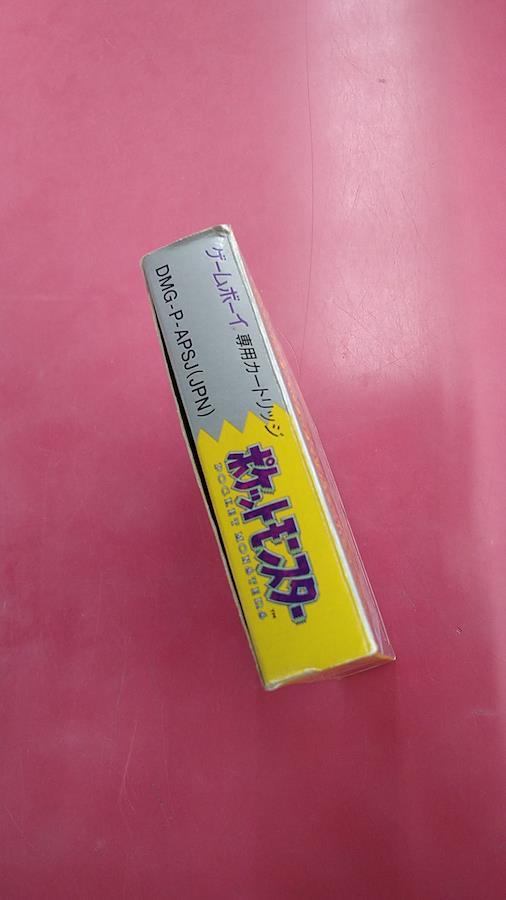 ゲームボーイ専用カートリッジ
DMG-P-APSJ(JPN)
ポケットモンスター
POCKET MONSTERS
TM